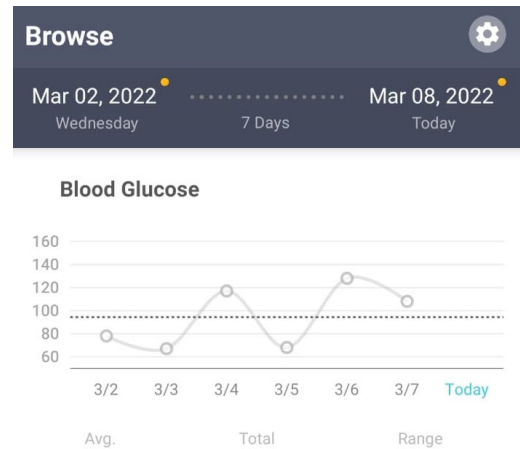 Browse
Mar 02, 2022 Mar 08, 2022
Wednesday 7 Days Today
Blood Glucose
160
140
120
100
80
60
3/2 3/3 3/4 3/5 3/6 3/7 Today
Avg. Total Range